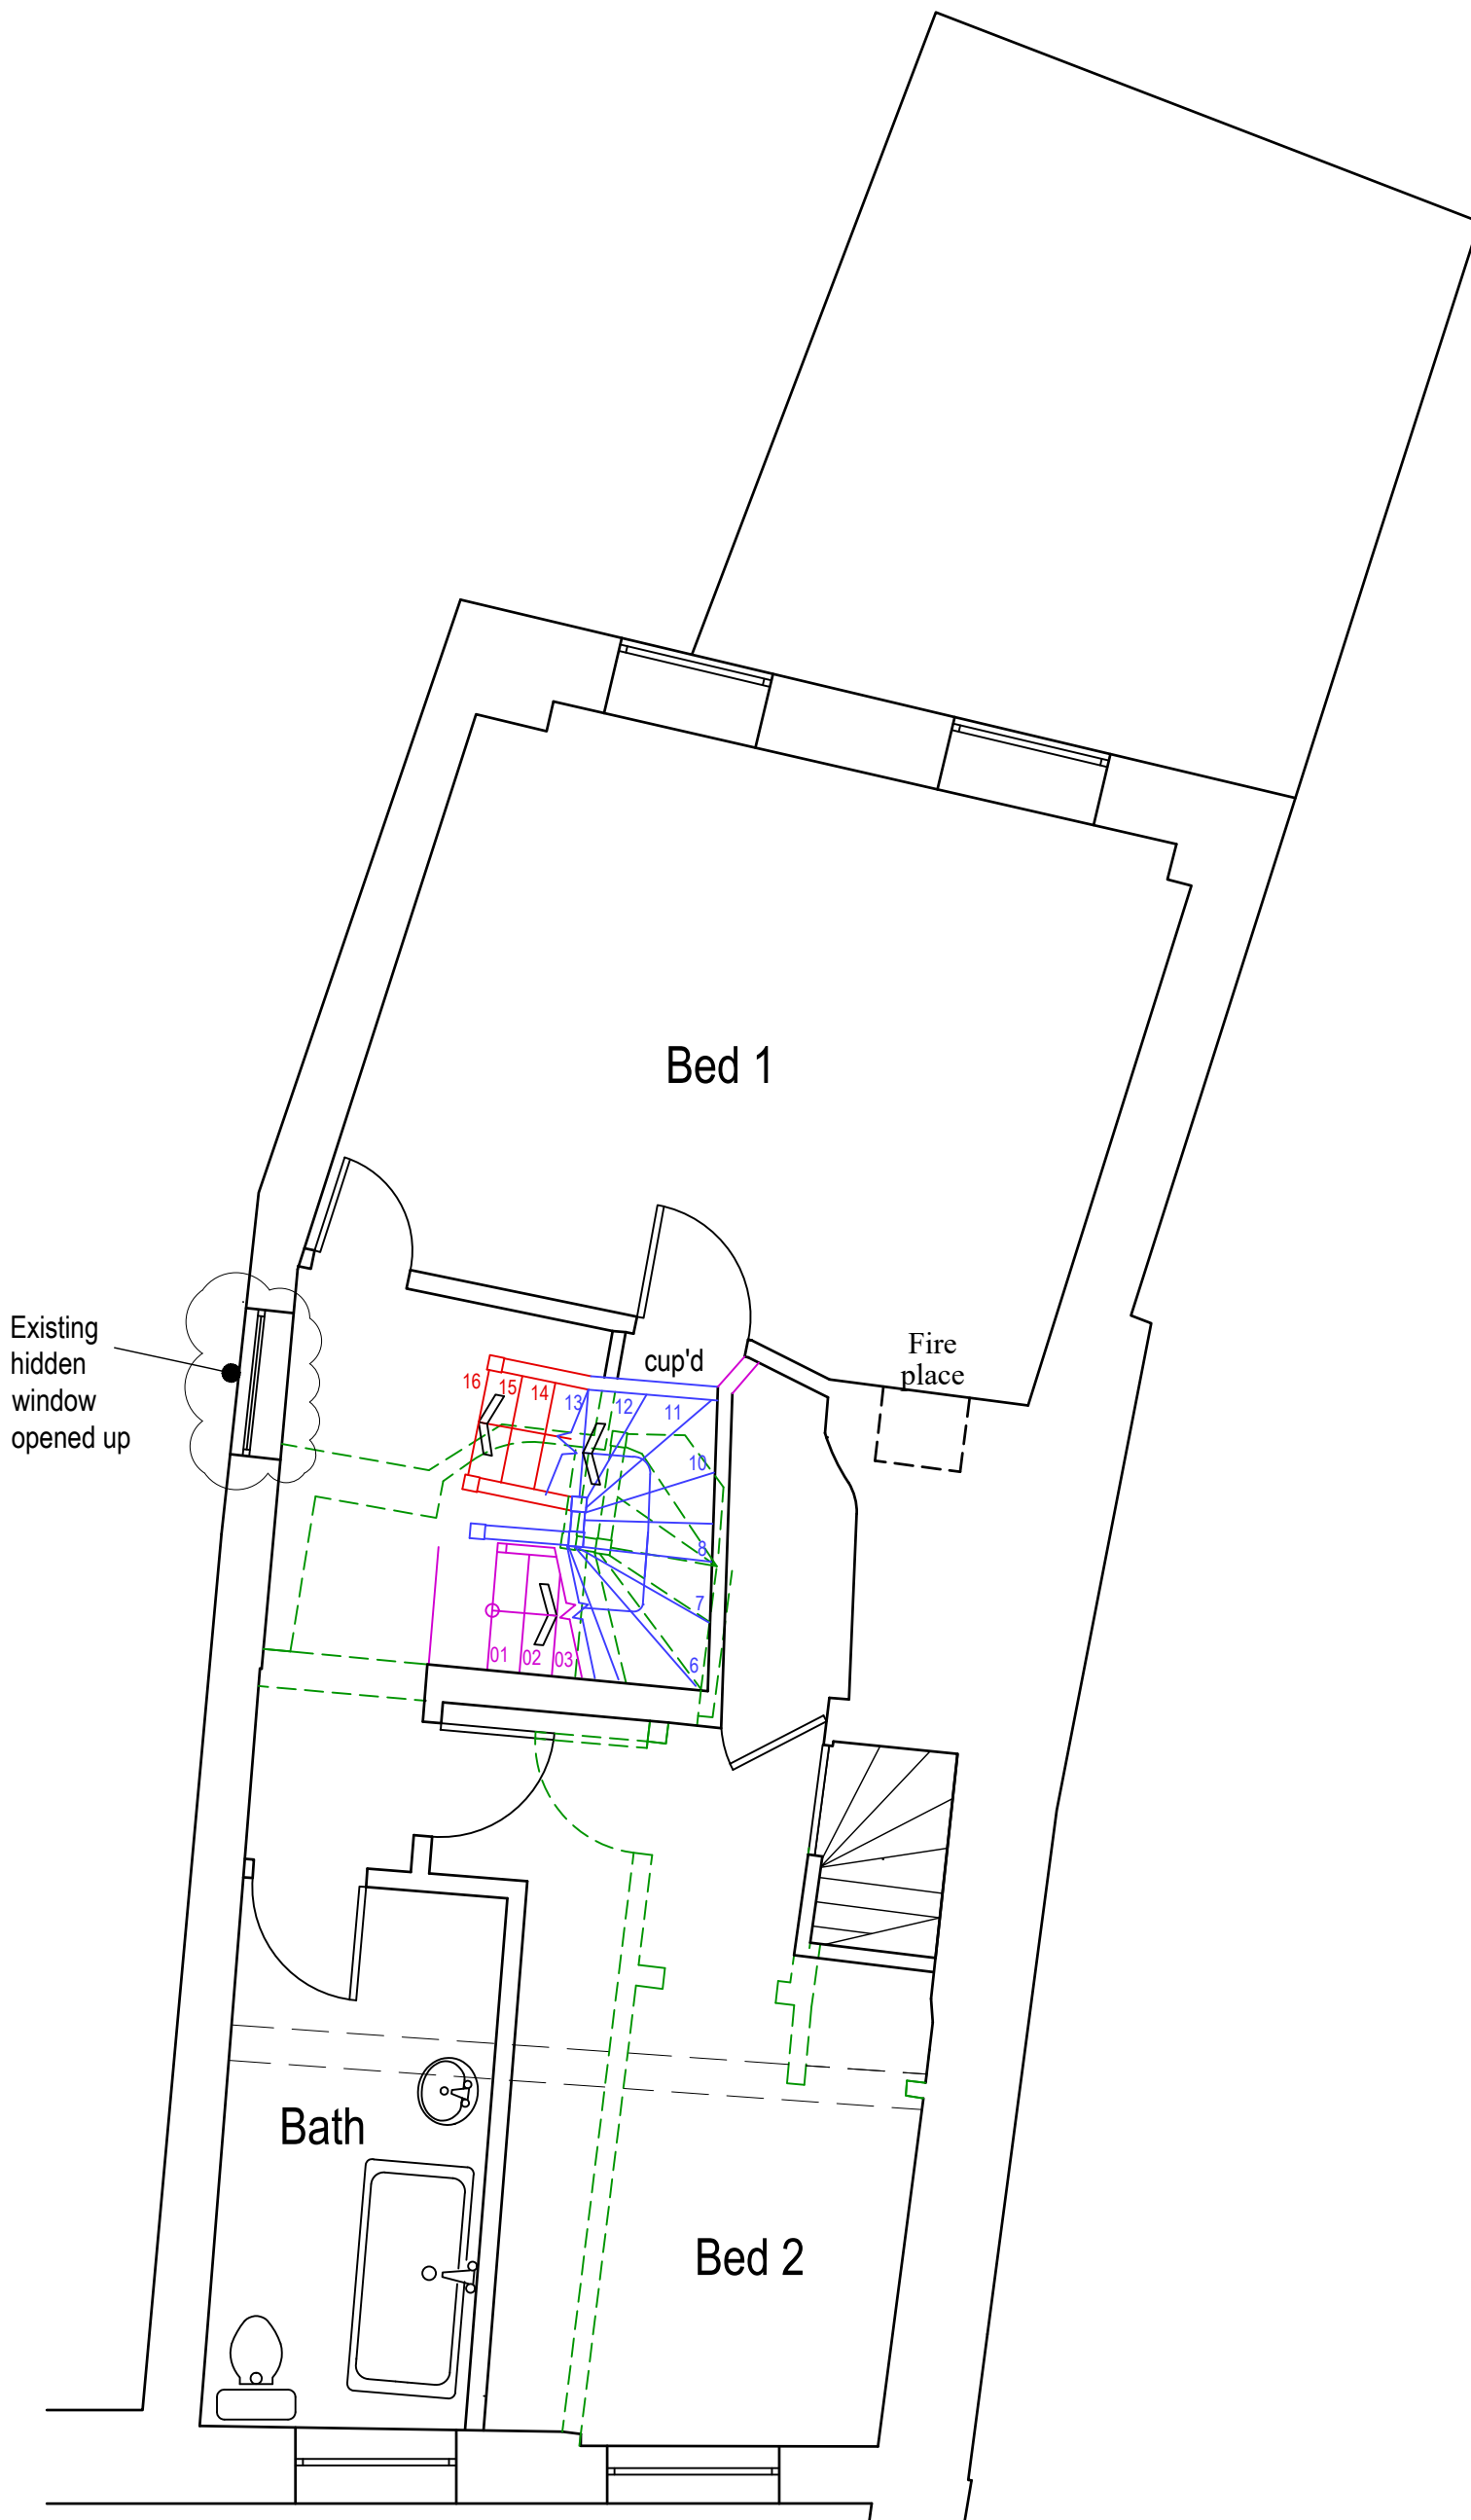 Bed 1
Existing
hidden
window
opened up
Fire
place
cup'd
16
15
14
13
12
11
10
8
7
6
01
02
03
Bath
Bed 2